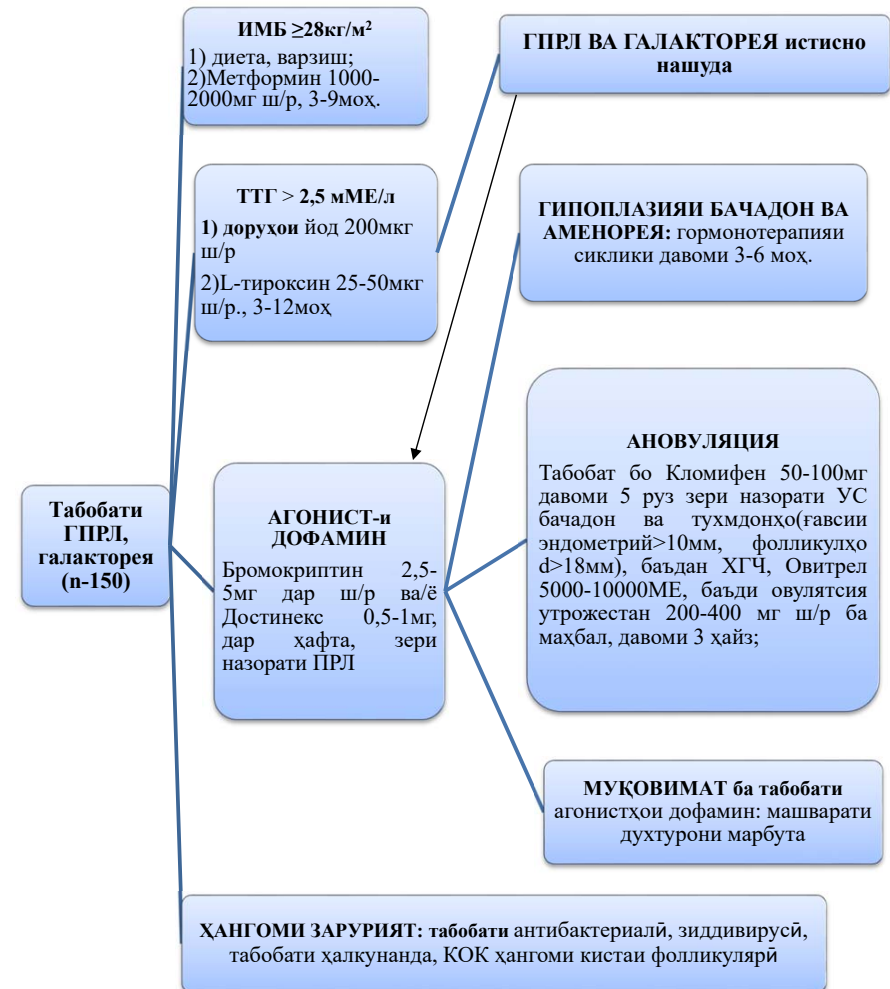 ИМБ ≥28кг/м²
1) диета, варзиш;
2)Метформин 1000-
2000мг ш/р, 3-9моҳ.
ГПРЛ ВА ГАЛАКТОРЕЯ истисно
нашуда
ТТГ > 2,5 мМЕ/л
1) доруҳои йод 200мкг
ш/р
2)L-тироксин 25-50мкг
ш/р., 3-12моҳ
ГИПОПЛАЗИЯИ БАЧАДОН ВА
АМЕНОРЕЯ: гормонотерапияи
сиклики давоми 3-6 моҳ.
Табобати
ГПРЛ,
галакторея
(n-150)
АГОНИСТ-и
ДОФАМИН
Бромокриптин 2,5-
5мг дар ш/р ва/ё
Достинекс 0,5-1мг,
дар ҳафта, зери
назорати ПРЛ
АНОВУЛЯЦИЯ
Табобат бо Кломифен 50-100мг
давоми 5 руз зери назорати УС
бачадон ва тухмдонҳо(ғавсии
эндометрий>10мм, фолликулҳо
d>18мм), баъдан ХГЧ, Овитрел
5000-10000МЕ, баъди овулятсия
утрожестан 200-400 мг ш/р ба
маҳбал, давоми 3 ҳайз;
МУҚОВИМАТ ба табобати
агонистҳои дофамин: машварати
духтурони марбута
ҲАНГОМИ ЗАРУРИЯТ: табобати антибактериалӣ, зиддивирусӣ,
табобати ҳалкунанда, КОК ҳангоми кистаи фолликулярӣ